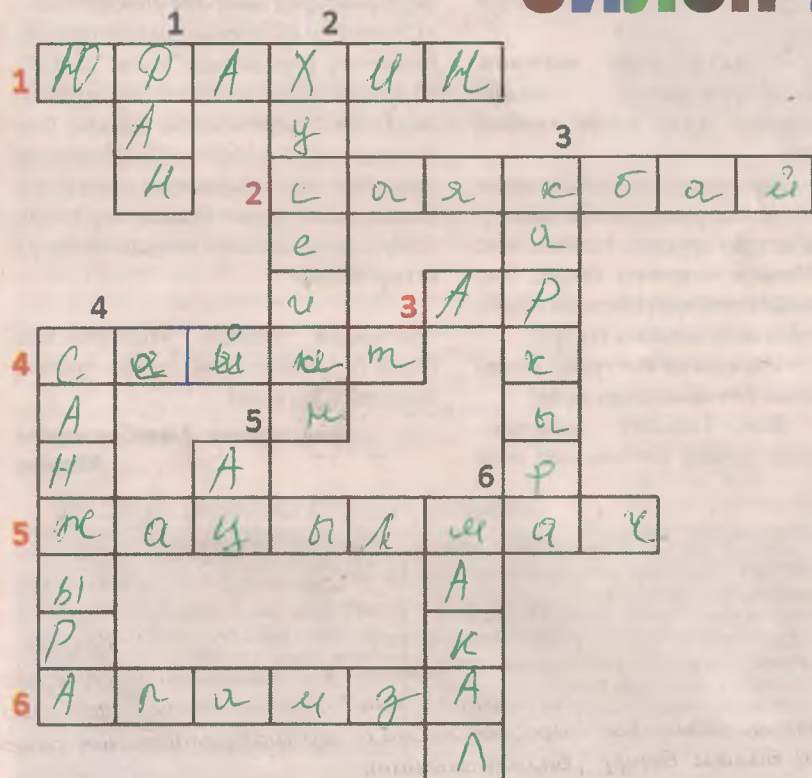 1 2
1 Ю Р А Х И Н
А у
3
Н 2 с а я к б а й
е а
и 3 А Р
4
4 С а й и т к
А 5 н ы
Н А 6 р
5 ж а ц ы л м а ч
Ы А
Р К
6 А А
Л